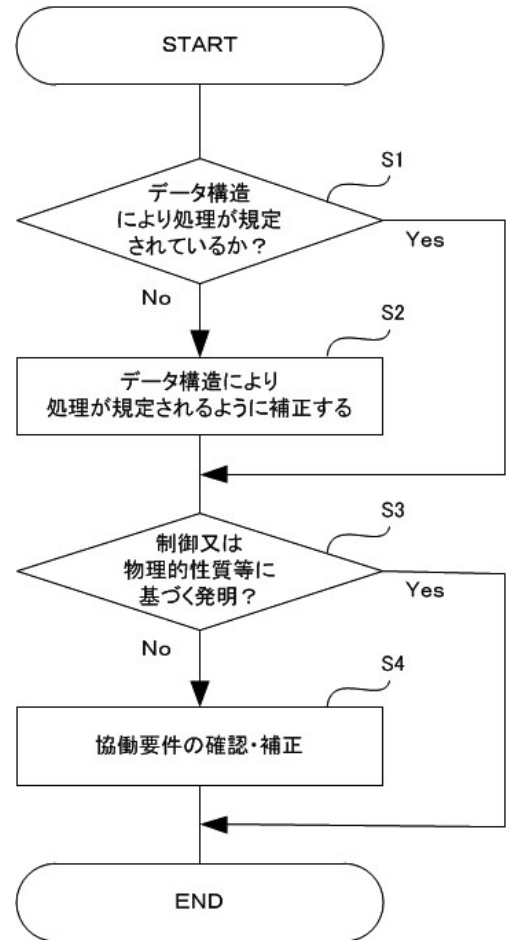 START
S1
データ構造
により処理が規定
されているか？
Yes
No
S2
データ構造により
処理が規定されるように補正する
S3
制御又は
物理的性質等に
基づく発明？
Yes
No
S4
協働要件の確認・補正
END